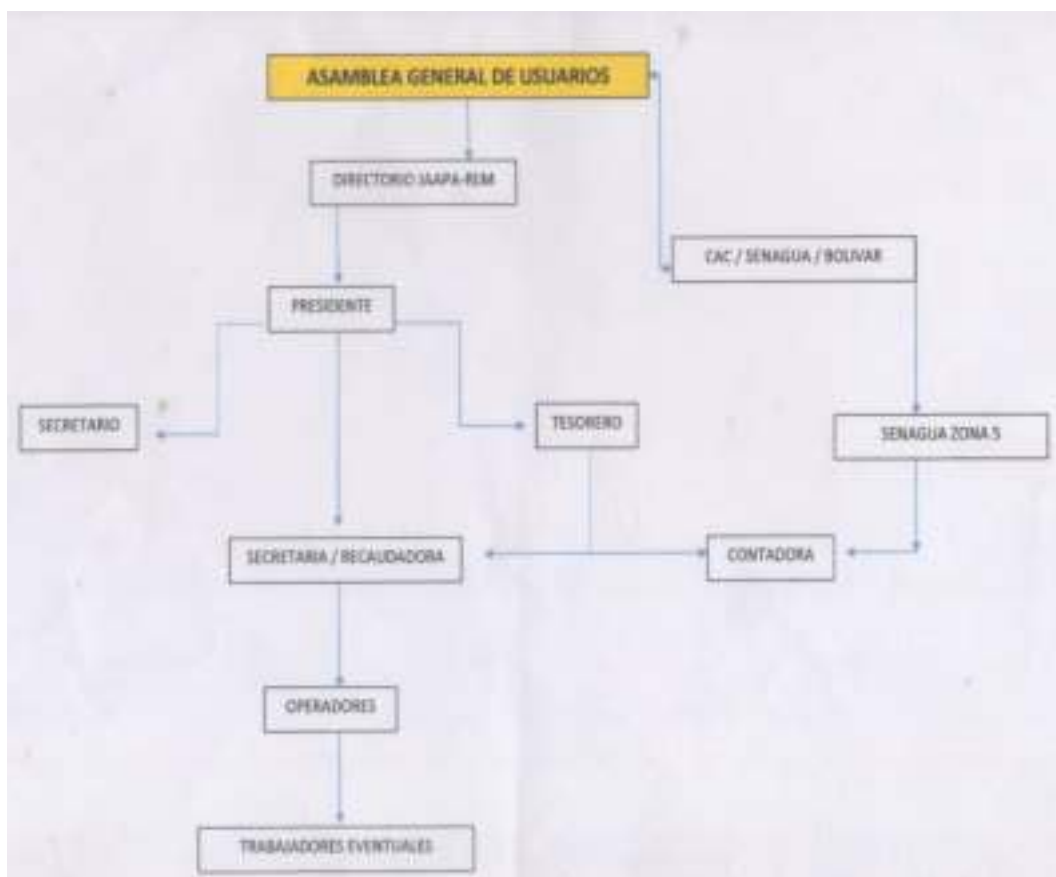 ASAMBLEA GENERAL DE USUARIOS
DIRECTORIO JAAPA-RLM
CAC / SENAGUA / BOLIVAR
PRESIDENTE
SECRETARIO
TESORERO
SENAGUA ZONA 5
SECRETARIA / RECAUDADORA
CONTADORA
OPERADORES
TRABAJADORES EVENTUALES